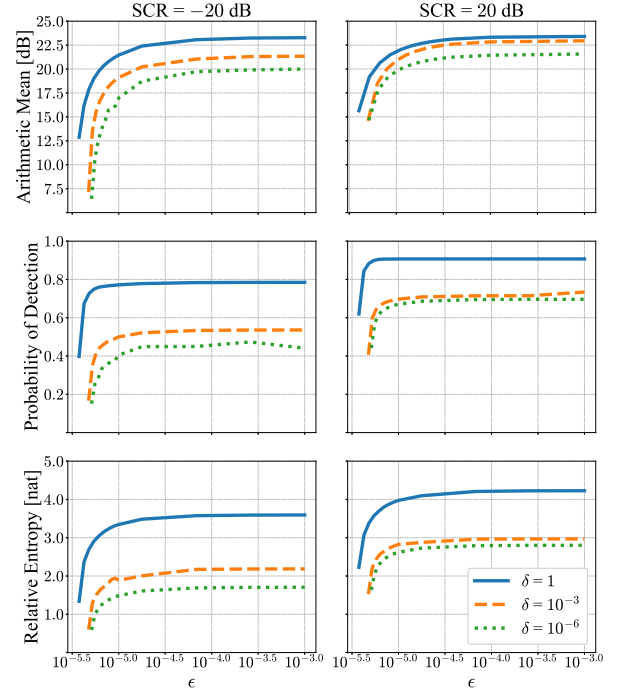 SCR = −20 dB
SCR = 20 dB
Arithmetic Mean [dB]
25.0
22.5
20.0
17.5
15.0
12.5
10.0
7.5
Probability of Detection
1.0
0.8
0.6
0.4
0.2
Relative Entropy [nat]
5.0
4.0
3.0
2.0
1.0
δ = 1
δ = 10⁻³
δ = 10⁻⁶
10⁻⁵·⁵ 10⁻⁵·⁰ 10⁻⁴·⁵ 10⁻⁴·⁰ 10⁻³·⁵ 10⁻³·⁰
10⁻⁵·⁵ 10⁻⁵·⁰ 10⁻⁴·⁵ 10⁻⁴·⁰ 10⁻³·⁵ 10⁻³·⁰
ϵ
ϵ